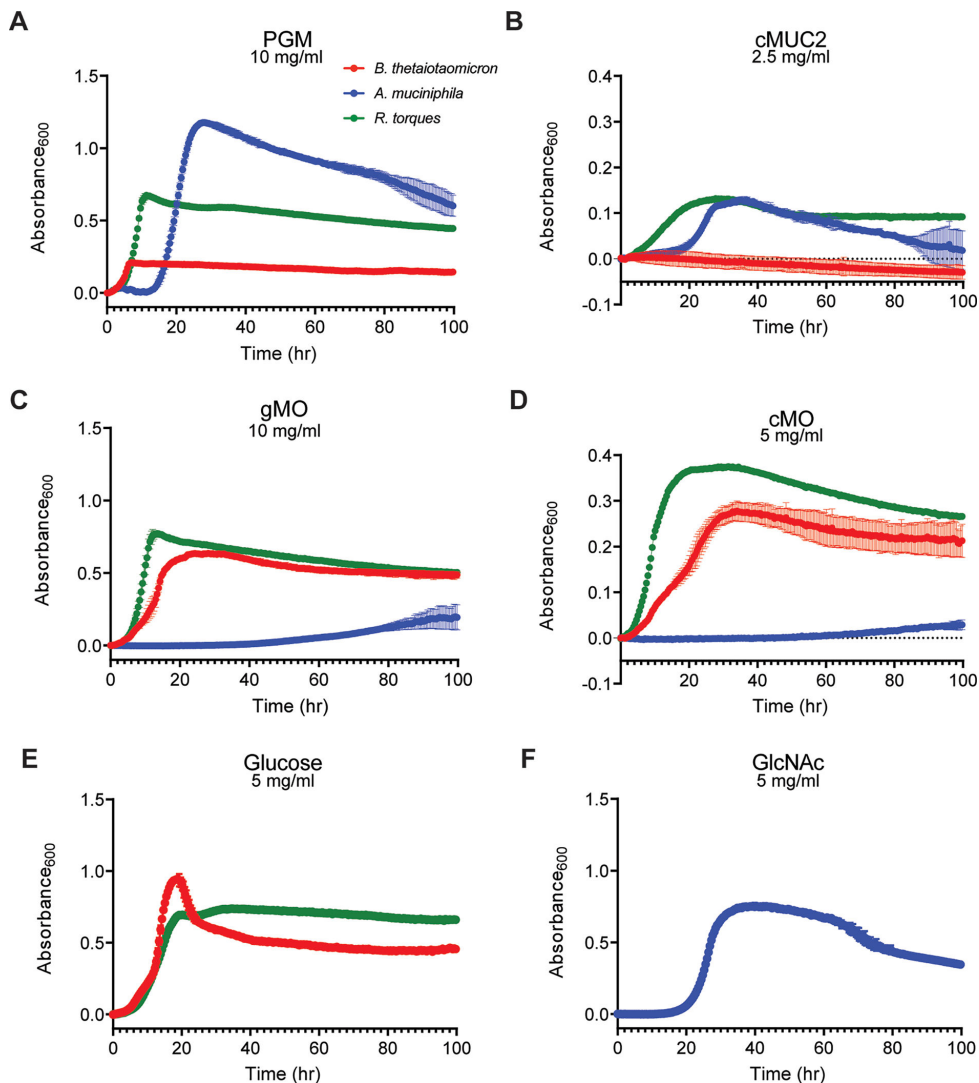 A
PGM
10 mg/ml
B. thetaiotaomicron
A. muciniphila
R. torques
Absorbance600
1.5
1.0
0.5
0.0
0 20 40 60 80 100
Time (hr)
B
cMUC2
2.5 mg/ml
Absorbance600
0.4
0.3
0.2
0.1
0.0
-0.1
20 40 60 80 100
Time (hr)
C
gMO
10 mg/ml
Absorbance600
1.5
1.0
0.5
0.0
0 20 40 60 80 100
Time (hr)
D
cMO
5 mg/ml
Absorbance600
0.4
0.3
0.2
0.1
0.0
-0.1
20 40 60 80 100
Time (hr)
E
Glucose
5 mg/ml
Absorbance600
1.5
1.0
0.5
0.0
0 20 40 60 80 100
Time (hr)
F
GlcNAc
5 mg/ml
Absorbance600
1.5
1.0
0.5
0.0
0 20 40 60 80 100
Time (hr)